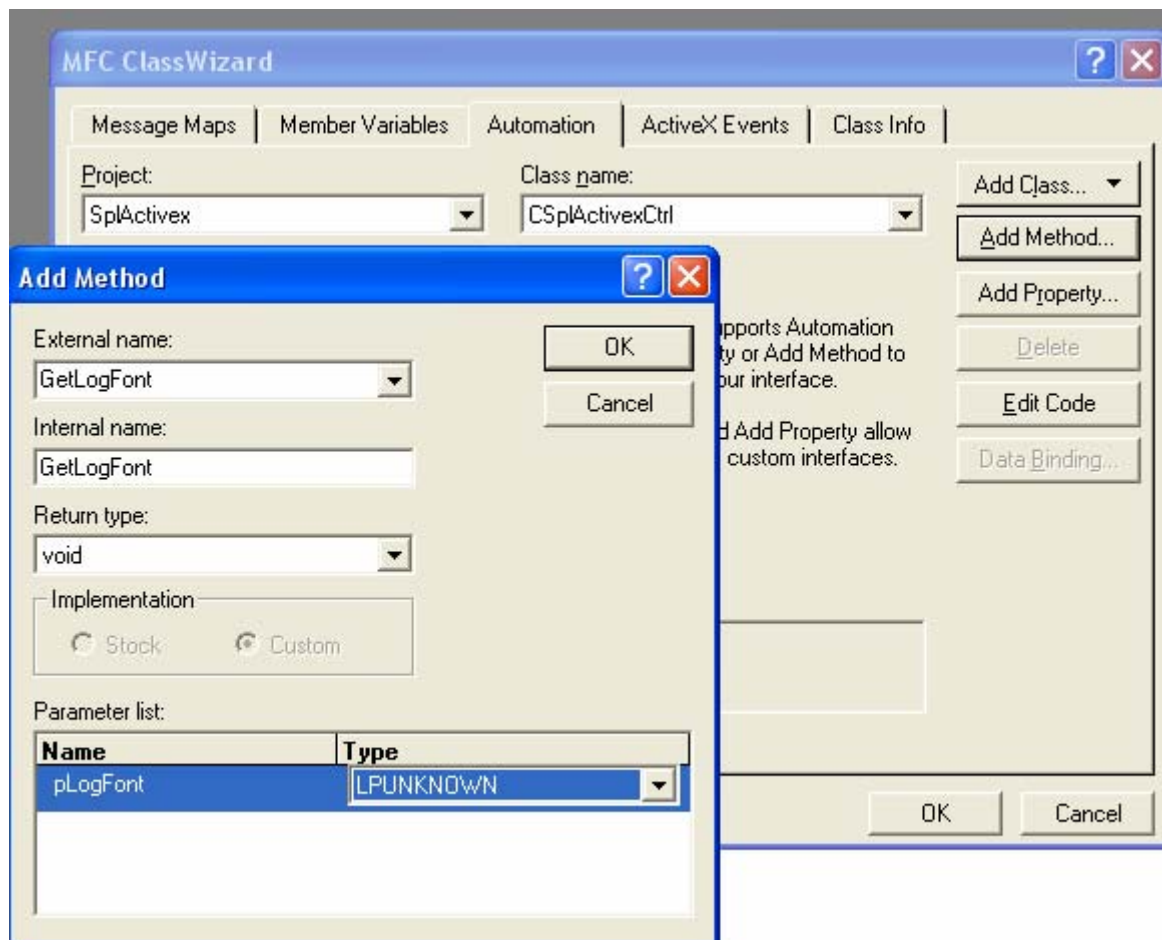 MFC ClassWizard
Message Maps
Member Variables
Automation
ActiveX Events
Class Info
Project:
SplActivex
Class name:
CSplActivexCtrl
Add Class...
Add Method...
Add Property...
Delete
Edit Code
Data Binding...
upports Automation
ty or Add Method to
our interface.
d Add Property allow
custom interfaces.
OK
Cancel
Add Method
External name:
GetLogFont
Internal name:
GetLogFont
Return type:
void
Implementation
Stock
Custom
OK
Cancel
Parameter list:
Name Type
pLogFont LPUNKNOWN